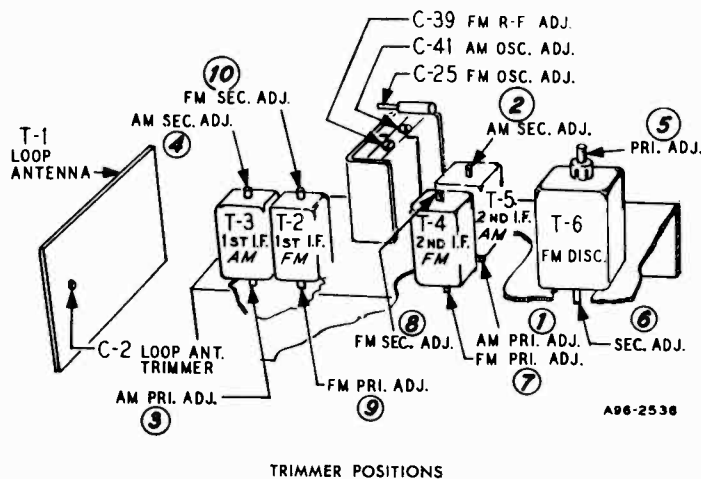 C-39 FM R-F ADJ.
C-41 AM OSC. ADJ.
C-25 FM OSC. ADJ.
10
FM SEC. ADJ.
AM SEC. ADJ.
4
2
AM SEC. ADJ.
5
PRI. ADJ.
T-1
LOOP
ANTENNA
T-3
1ST I.F.
AM
T-2
1ST I.F.
FM
T-4
2ND I.F.
FM
T-5
2ND I.F.
AM
T-6
FM DISC.
C-2 LOOP ANT.
TRIMMER
8
FM SEC. ADJ.
1
AM PRI. ADJ.
FM PRI. ADJ.
7
6
SEC. ADJ.
AM PRI. ADJ.
3
FM PRI. ADJ.
9
A96-2536
TRIMMER POSITIONS